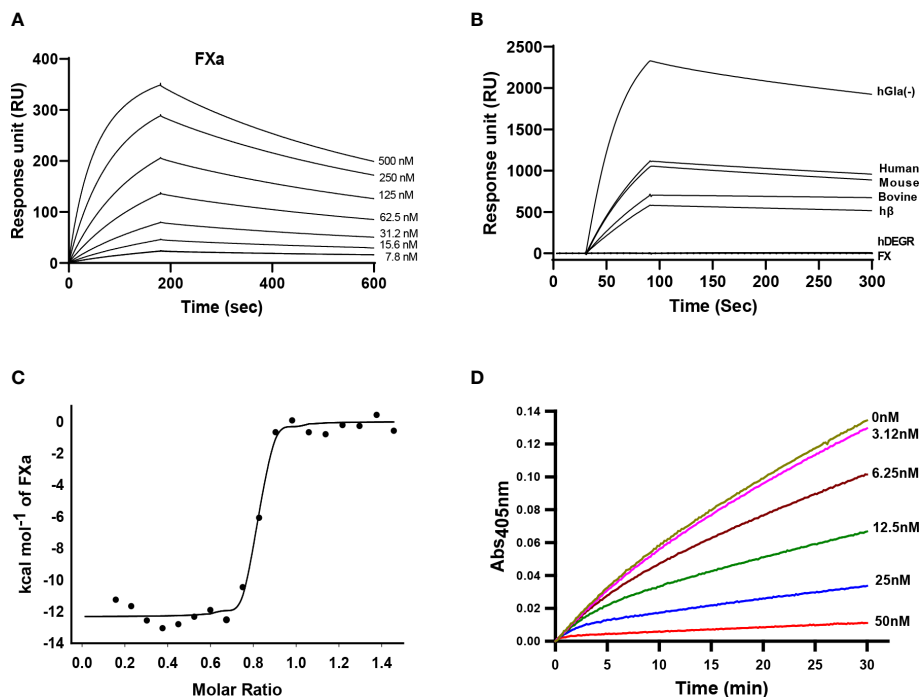 A
FXa
Response unit (RU)
400
300
200
100
0
0
200
400
600
Time (sec)
500 nM
250 nM
125 nM
62.5 nM
31.2 nM
15.6 nM
7.8 nM
B
Response unit (RU)
2500
2000
1500
1000
500
0
0
50
100
150
200
250
300
Time (Sec)
hGla(-)
Human
Mouse
Bovine
hβ
hDEGR
FX
C
kcal mol⁻¹ of FXa
0
-2
-4
-6
-8
-10
-12
-14
0.0
0.2
0.4
0.6
0.8
1.0
1.2
1.4
Molar Ratio
D
Abs405nm
0.14
0.12
0.10
0.08
0.06
0.04
0.02
0.00
0
5
10
15
20
25
30
Time (min)
0nM
3.12nM
6.25nM
12.5nM
25nM
50nM